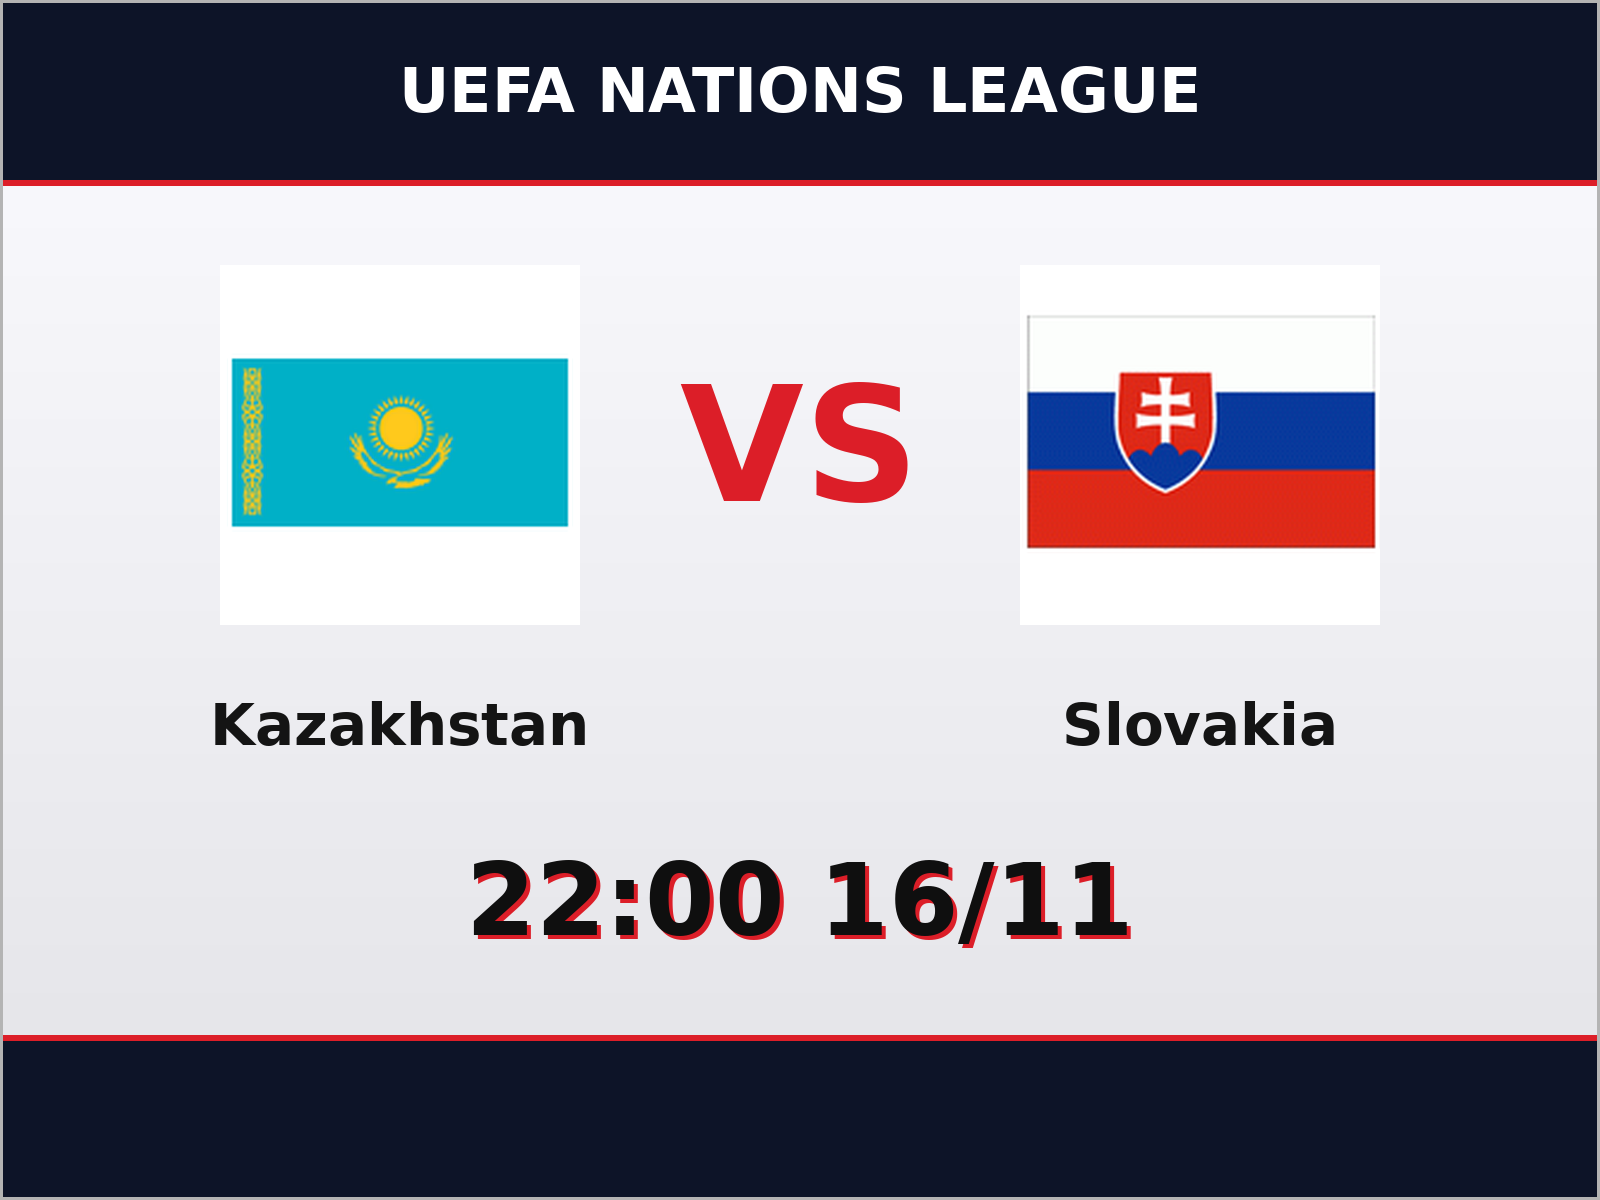 UEFA NATIONS LEAGUE
VS
Kazakhstan
Slovakia
22:00 16/11